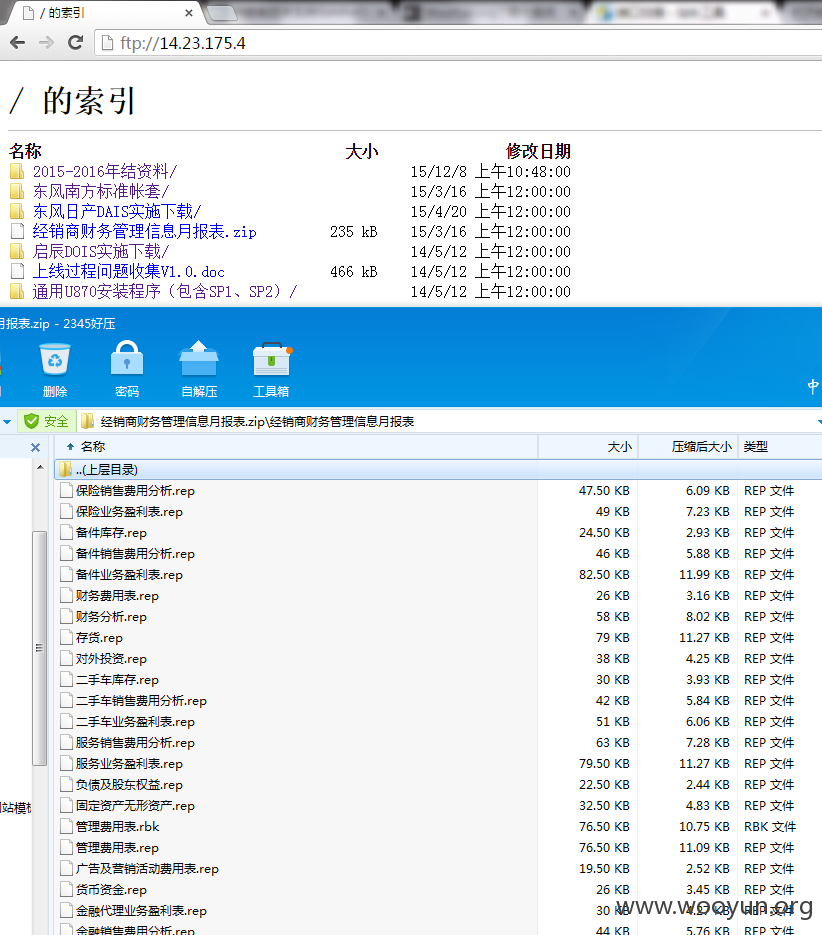 / 的索引
ftp://14.23.175.4
/ 的索引
名称 大小 修改日期
2015-2016年结资料/ 15/12/8 上午10:48:00
东风南方标准帐套/ 15/3/16 上午12:00:00
东风日产DAIS实施下载/ 15/4/20 上午12:00:00
经销商财务管理信息月报表.zip 235 kB 15/3/16 上午12:00:00
启辰DOIS实施下载/ 14/5/12 上午12:00:00
上线过程问题收集V1.0.doc 466 kB 14/5/12 上午12:00:00
通用U870安装程序（包含SP1、SP2）/ 14/5/12 上午12:00:00
月报表.zip - 2345好压
删除 密码 自解压 工具箱 中
安全 经销商财务管理信息月报表.zip\经销商财务管理信息月报表
名称 大小 压缩后大小 类型
..(上层目录)
保险销售费用分析.rep 47.50 KB 6.09 KB REP 文件
保险业务盈利表.rep 49 KB 7.23 KB REP 文件
备件库存.rep 24.50 KB 2.93 KB REP 文件
备件销售费用分析.rep 46 KB 5.88 KB REP 文件
备件业务盈利表.rep 82.50 KB 11.99 KB REP 文件
财务费用表.rep 26 KB 3.16 KB REP 文件
财务分析.rep 58 KB 8.02 KB REP 文件
存货.rep 79 KB 11.27 KB REP 文件
对外投资.rep 38 KB 4.25 KB REP 文件
二手车库存.rep 30 KB 3.93 KB REP 文件
二手车销售费用分析.rep 42 KB 5.84 KB REP 文件
二手车业务盈利表.rep 51 KB 6.06 KB REP 文件
服务销售费用分析.rep 63 KB 7.28 KB REP 文件
服务业务盈利表.rep 79.50 KB 11.27 KB REP 文件
负债及股东权益.rep 22.50 KB 2.44 KB REP 文件
固定资产无形资产.rep 32.50 KB 4.83 KB REP 文件
站模板
管理费用表.rbk 76.50 KB 10.75 KB RBK 文件
管理费用表.rep 76.50 KB 11.09 KB REP 文件
广告及营销活动费用表.rep 19.50 KB 2.52 KB REP 文件
货币资金.rep 26 KB 3.45 KB REP 文件
金融代理业务盈利表.rep 30 KB 4.27 KB REP 文件
www.wooyun.org
金融销售费用分析.rep 44 KB 5.76 KB REP 文件